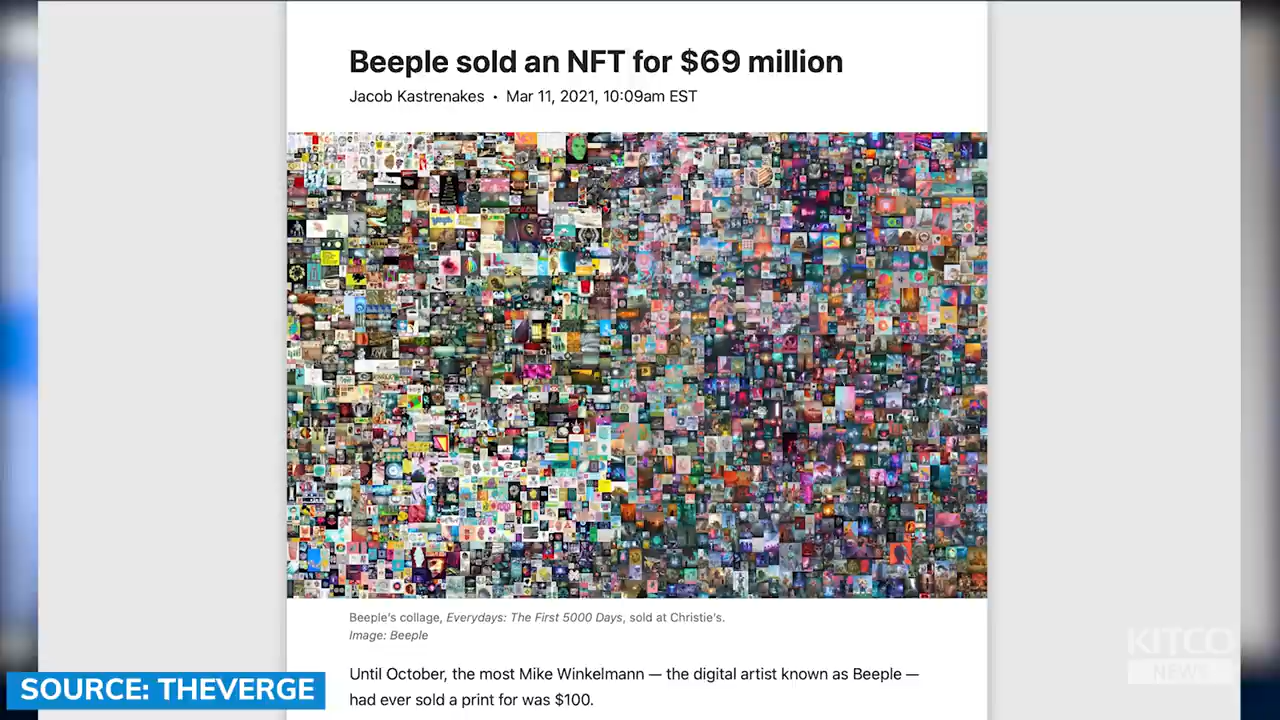 Beeple sold an NFT for $69 million
Jacob Kastrenakes • Mar 11, 2021, 10:09am EST
Beeple's collage, Everydays: The First 5000 Days, sold at Christie's.
Image: Beeple
Until October, the most Mike Winkelmann — the digital artist known as Beeple —
had ever sold a print for was $100.
SOURCE: THEVERGE
KITCO
NEWS